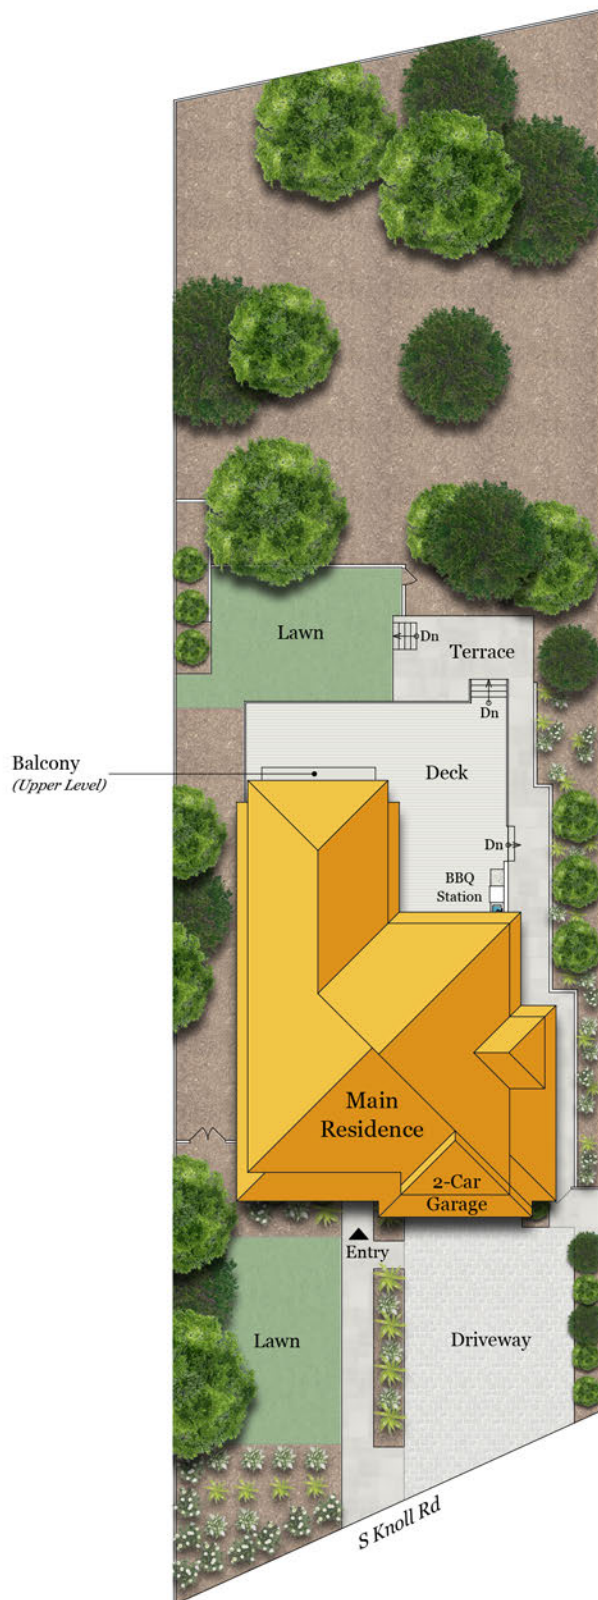 Lawn
Dn
Terrace
Dn
Balcony
(Upper Level)
Deck
Dn
BBQ
Station
Main
Residence
2-Car
Garage
Entry
Lawn
Driveway
S Knoll Rd